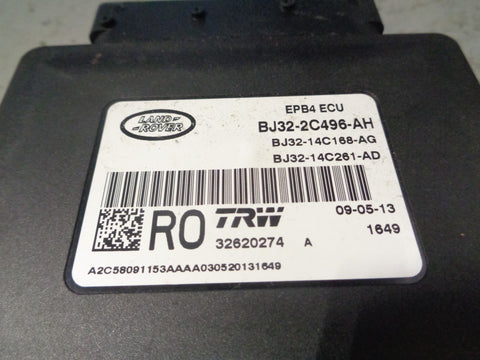 LAND-
ROVER
EPB4 ECU
BJ32-2C496-AH
BJ32-14C168-AG
BJ32-14C261-AD
RO TRW
09-05-13
32620274 A
1649
A2C58091153AAAA030520131649